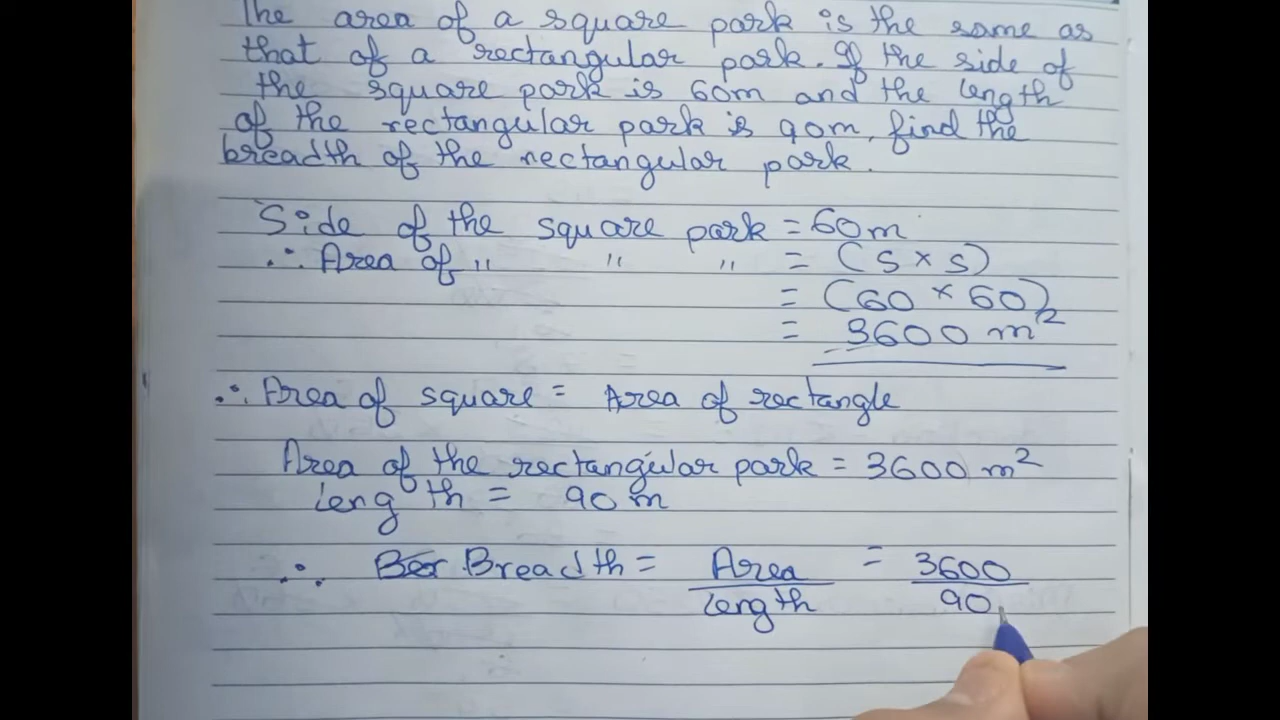 The area of a square park is the same as
that of a rectangular park. If the side of
the square park is 60m and the length
of the rectangular park is 90m, find the
breadth of the rectangular park.
Side of the square park = 60m
∴ Area of " " " = (s × s)
= (60 × 60)
= 3600 m²
∴ Area of square = Area of rectangle
Area of the rectangular park = 3600 m²
length = 90 m
∴ Breadth = Area / length = 3600 / 90